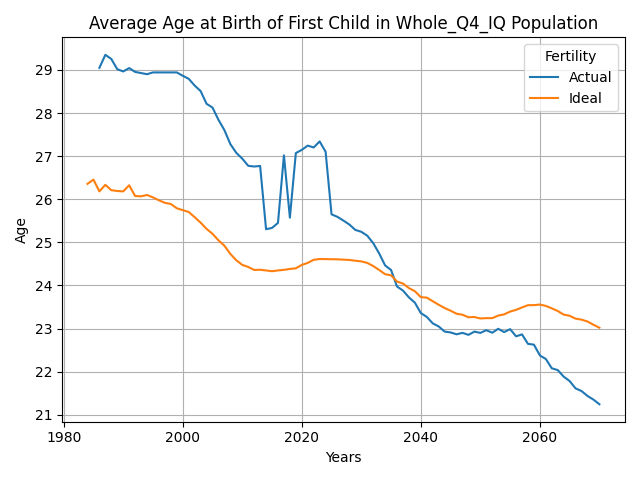 Average Age at Birth of First Child in Whole_Q4_IQ Population
Fertility
Actual
Ideal
Age
29
28
27
26
25
24
23
22
21
1980
2000
2020
2040
2060
Years